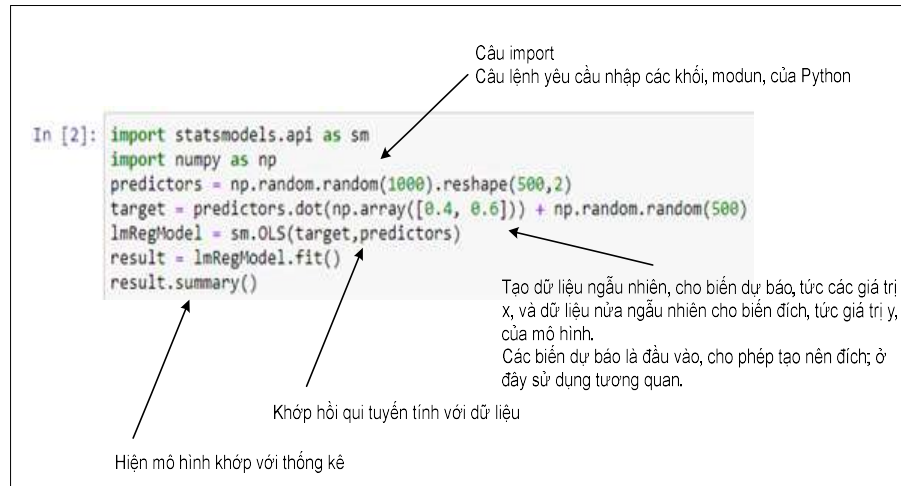 Câu import
Câu lệnh yêu cầu nhập các khối, modun, của Python
In [2]: import statsmodels.api as sm
import numpy as np
predictors = np.random.random(1000).reshape(500,2)
target = predictors.dot(np.array([0.4, 0.6])) + np.random.random(500)
lmRegModel = sm.OLS(target,predictors)
result = lmRegModel.fit()
result.summary()
Tạo dữ liệu ngẫu nhiên, cho biến dự báo, tức các giá trị
x, và dữ liệu nửa ngẫu nhiên cho biến đích, tức giá trị y,
của mô hình.
Các biến dự báo là đầu vào, cho phép tạo nên đích; ở
đây sử dụng tương quan.
Khớp hồi qui tuyến tính với dữ liệu
Hiện mô hình khớp với thống kê